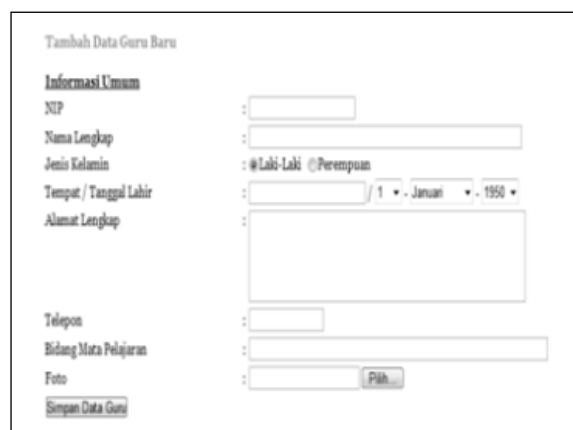 Tambah Data Guru Baru
Informasi Umum
NIP :
Nama Lengkap :
Jenis Kelamin : Laki-Laki Perempuan
Tempat / Tanggal Lahir : / 1 - Januari - 1950
Alamat Lengkap :
Telepon :
Bidang Mata Pelajaran :
Foto : Pilih...
Simpan Data Guru